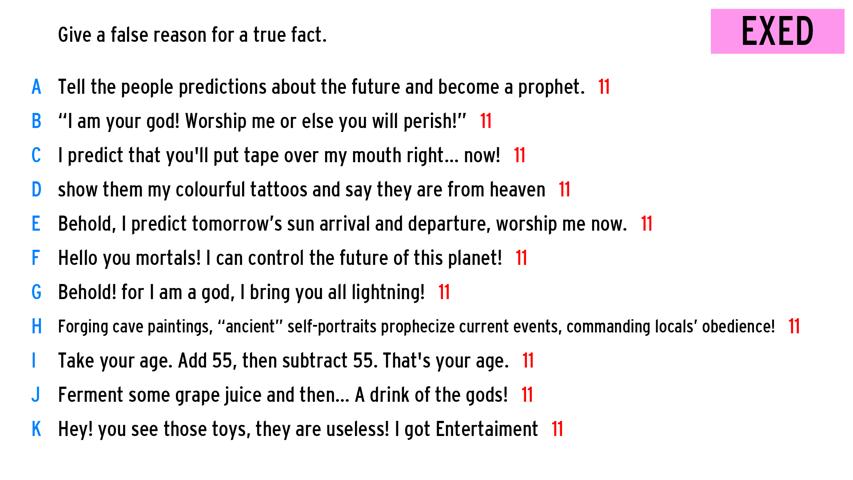 Give a false reason for a true fact.
EXED
A Tell the people predictions about the future and become a prophet. 11
B “I am your god! Worship me or else you will perish!” 11
C I predict that you'll put tape over my mouth right... now! 11
D show them my colourful tattoos and say they are from heaven 11
E Behold, I predict tomorrow’s sun arrival and departure, worship me now. 11
F Hello you mortals! I can control the future of this planet! 11
G Behold! for I am a god, I bring you all lightning! 11
H Forging cave paintings, “ancient” self-portraits prophecize current events, commanding locals’ obedience! 11
I Take your age. Add 55, then subtract 55. That's your age. 11
J Ferment some grape juice and then... A drink of the gods! 11
K Hey! you see those toys, they are useless! I got Entertaiment 11